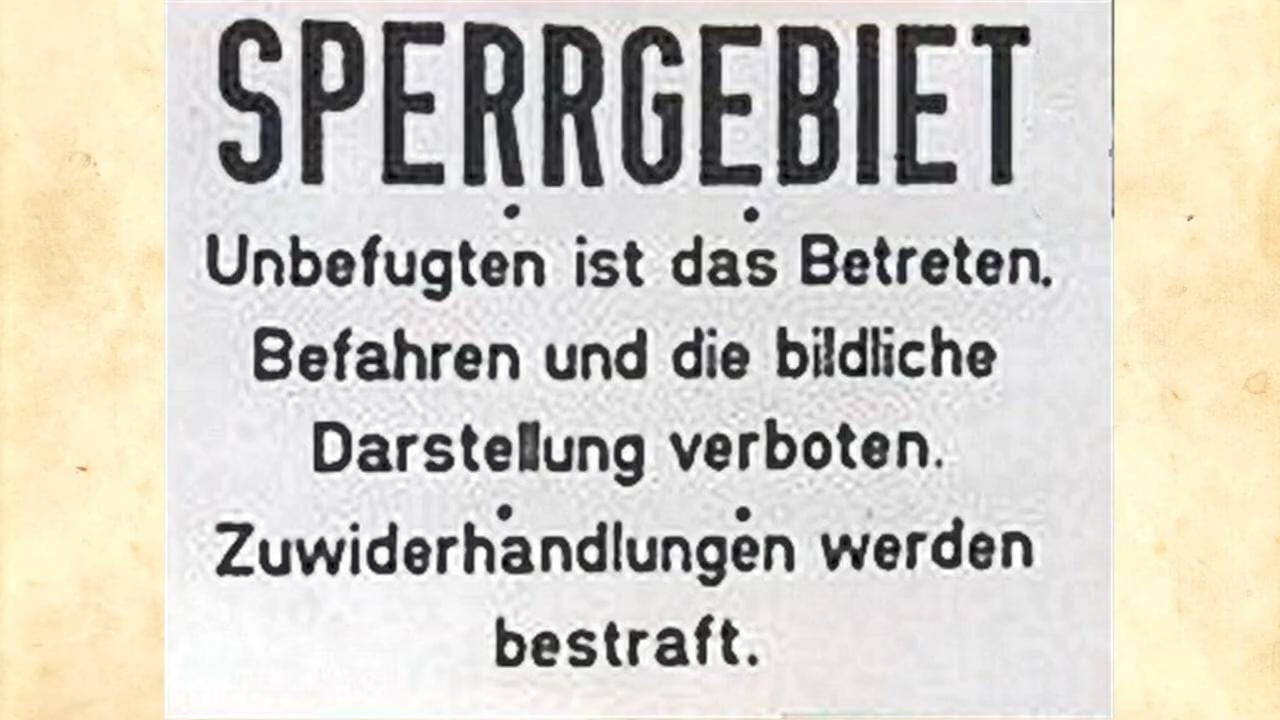 SPERRGEBIET
Unbefugten ist das Betreten,
Befahren und die bildliche
Darstellung verboten.
Zuwiderhandlungen werden
bestraft.